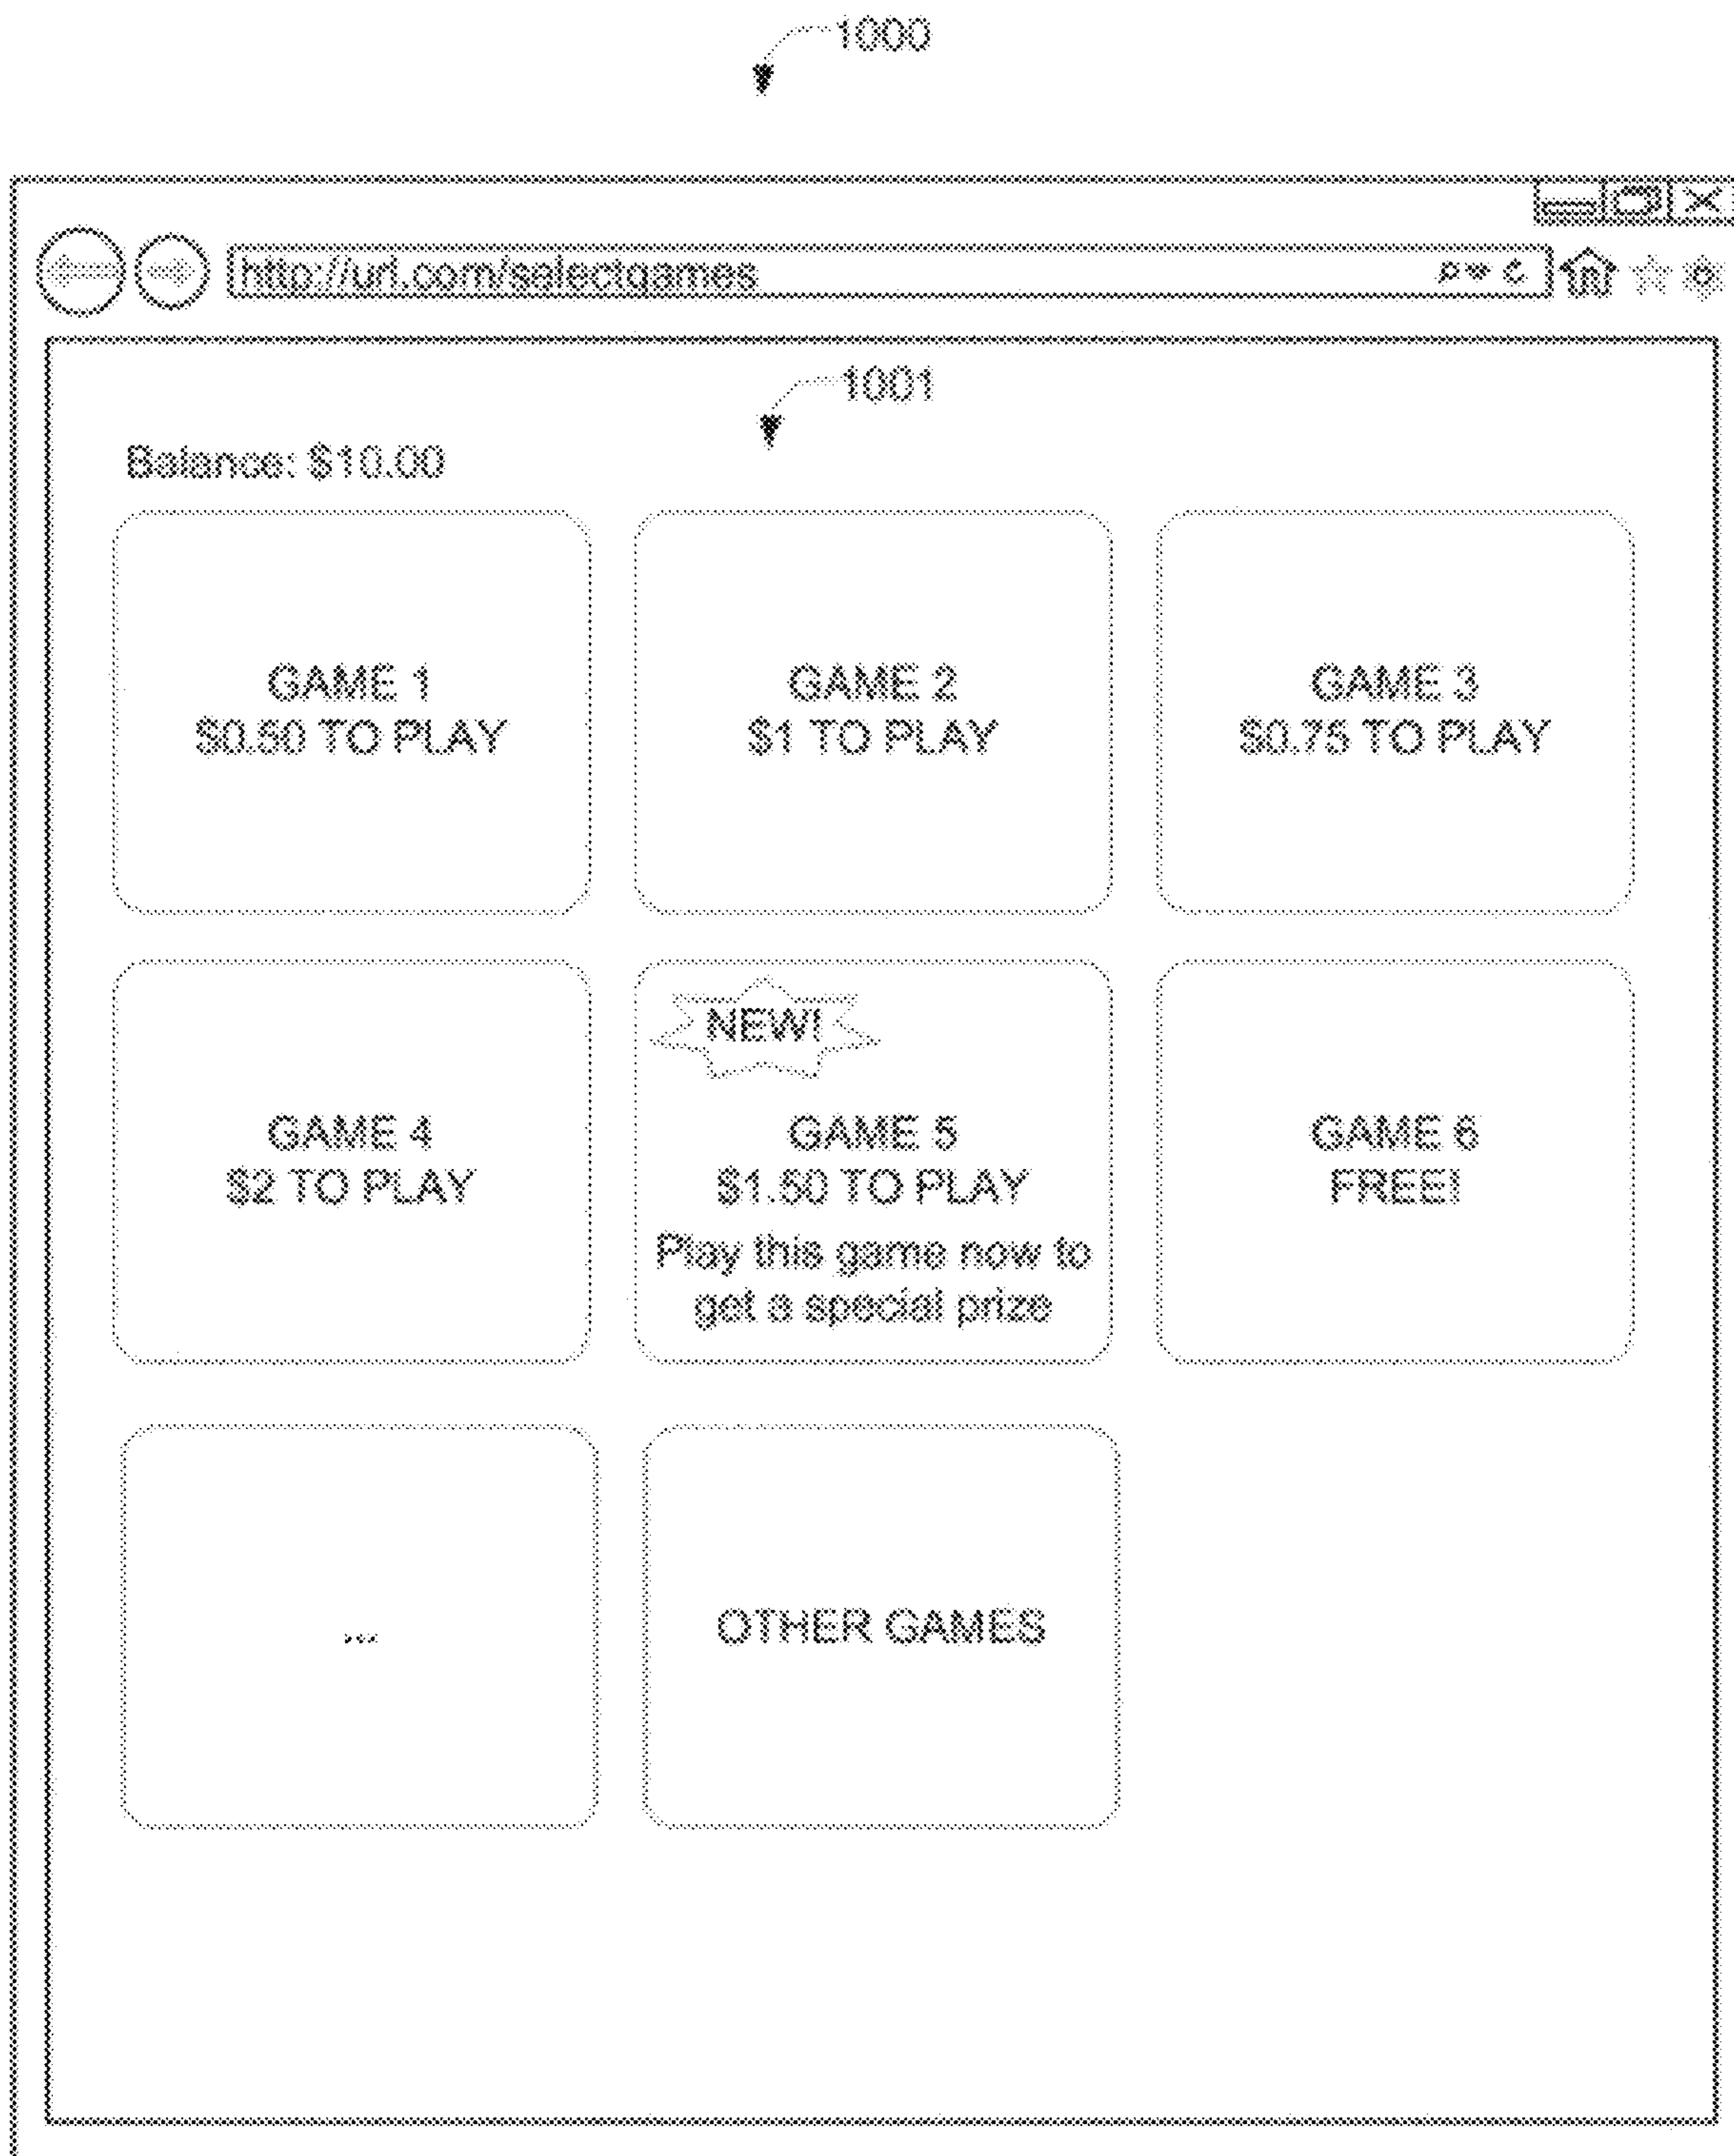 1000
http://url.com/selectgames
1001
Balance: $10.00
GAME 1
$0.50 TO PLAY
GAME 2
$1 TO PLAY
GAME 3
$0.75 TO PLAY
GAME 4
$2 TO PLAY
NEW!
GAME 5
$1.50 TO PLAY
Play this game now to
get a special prize
GAME 6
FREE!
...
OTHER GAMES